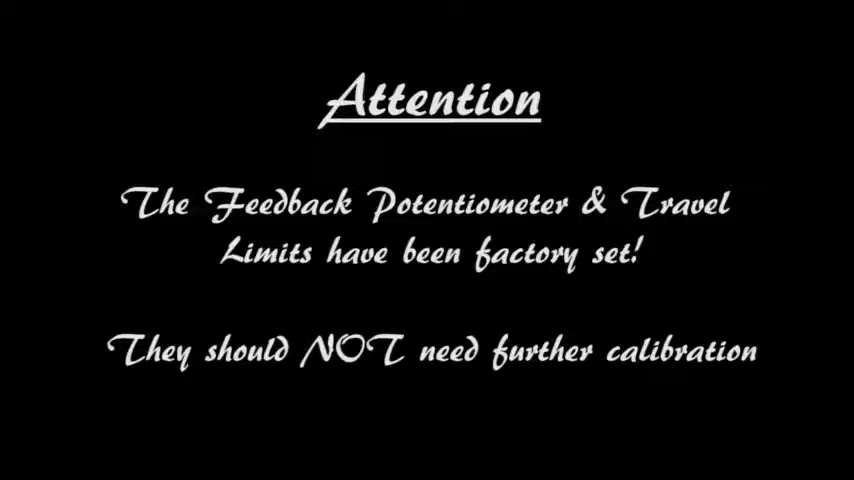 Attention
The Feedback Potentiometer & Travel
Limits have been factory set!
They should NOT need further calibration